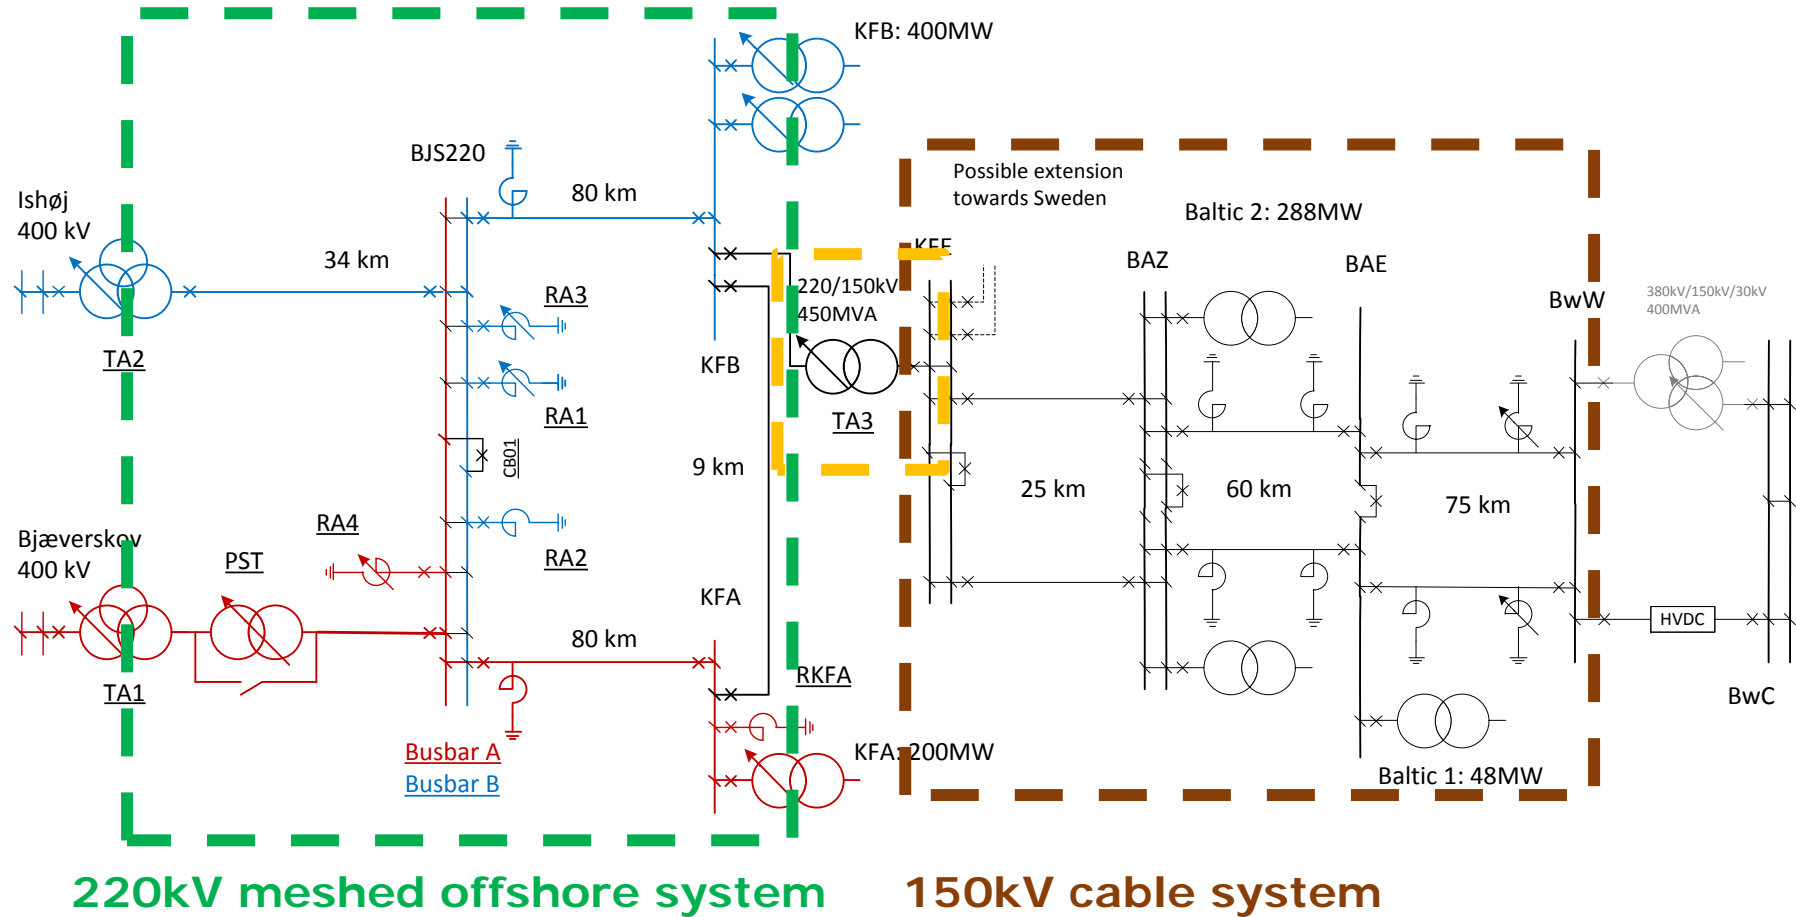 KFB: 400MW
BJS220
Possible extension
towards Sweden
80 km
Ishøj
400 kV
Baltic 2: 288MW
34 km
BAZ
BAE
220/150kV
450MVA
RA3
BwW
380kV/150kV/30kV
400MVA
TA2
KFB
RA1
TA3
CB01
9 km
25 km
60 km
75 km
RA4
Bjæverskov
400 kV
PST
RA2
KFA
HVDC
80 km
RKFA
TA1
BwC
Busbar A
Busbar B
KFA: 200MW
Baltic 1: 48MW
220kV meshed offshore system
150kV cable system